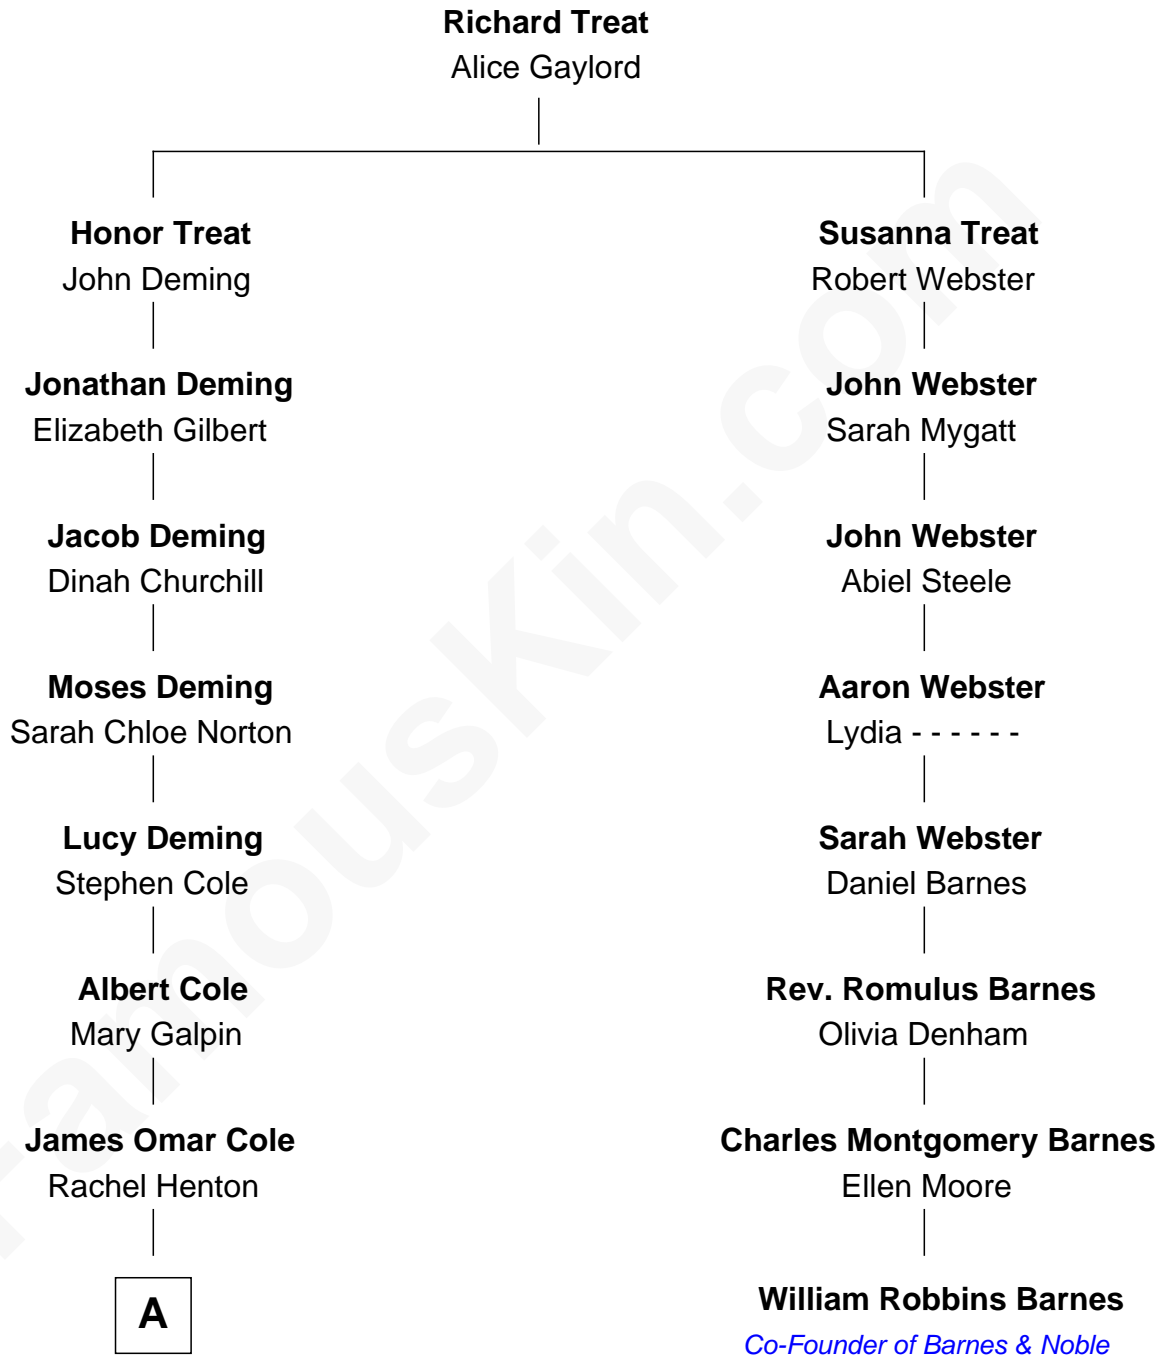 Richard Treat
Alice Gaylord
Honor Treat
John Deming
Susanna Treat
Robert Webster
Jonathan Deming
Elizabeth Gilbert
John Webster
Sarah Mygatt
Jacob Deming
Dinah Churchill
John Webster
Abiel Steele
Moses Deming
Sarah Chloe Norton
Aaron Webster
Lydia - - - - - -
Lucy Deming
Stephen Cole
Sarah Webster
Daniel Barnes
Albert Cole
Mary Galpin
Rev. Romulus Barnes
Olivia Denham
James Omar Cole
Rachel Henton
Charles Montgomery Barnes
Ellen Moore
A
William Robbins Barnes
Co-Founder of Barnes & Noble
FamousKin.com